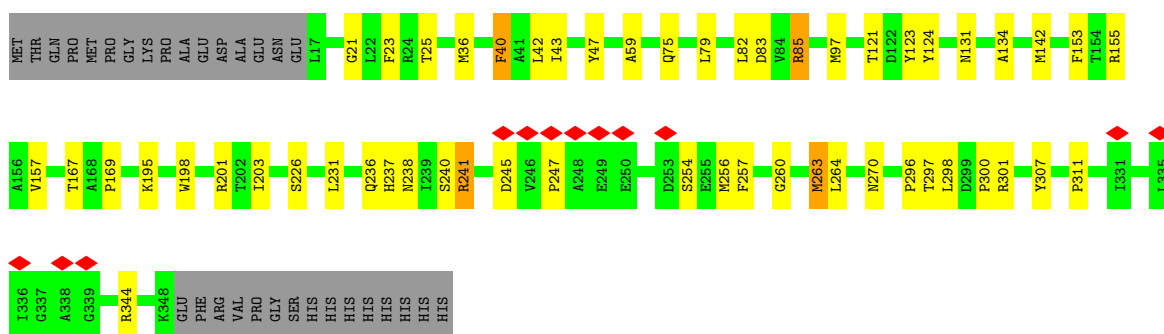 MET THR GLN PRO MET PRO GLY LYS PRO ALA GLU ASP ALA GLU ASN GLU L17 G21 L22 F23 R24 T25 M36 F40 A41 L42 I43 Y47 A59 Q75 L79 L82 D83 V84 R85 M97 T121 D122 Y123 Y124 N131 A134 M142 F153 T154 R155
A156 V157 T167 A168 P169 K195 W198 R201 T202 I203 S226 L231 Q236 H237 N238 I239 S240 R241 D245 V246 P247 A248 E249 E250 D253 S254 E255 M256 F257 G260 M263 L264 N270 P296 T297 L298 D299 P300 R301 Y307 P311 I331 L335
I336 G337 A338 G339 R344 K348 GLU PHE ARG VAL PRO GLY SER HIS HIS HIS HIS HIS HIS HIS HIS